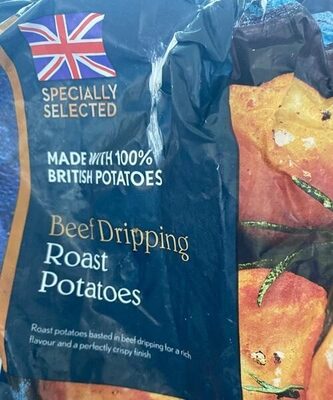 SPECIALLY
SELECTED
MADE WITH 100%
BRITISH POTATOES
Beef Dripping
Roast
Potatoes
Roast potatoes basted in beef dripping for a rich
flavour and a perfectly crispy finish